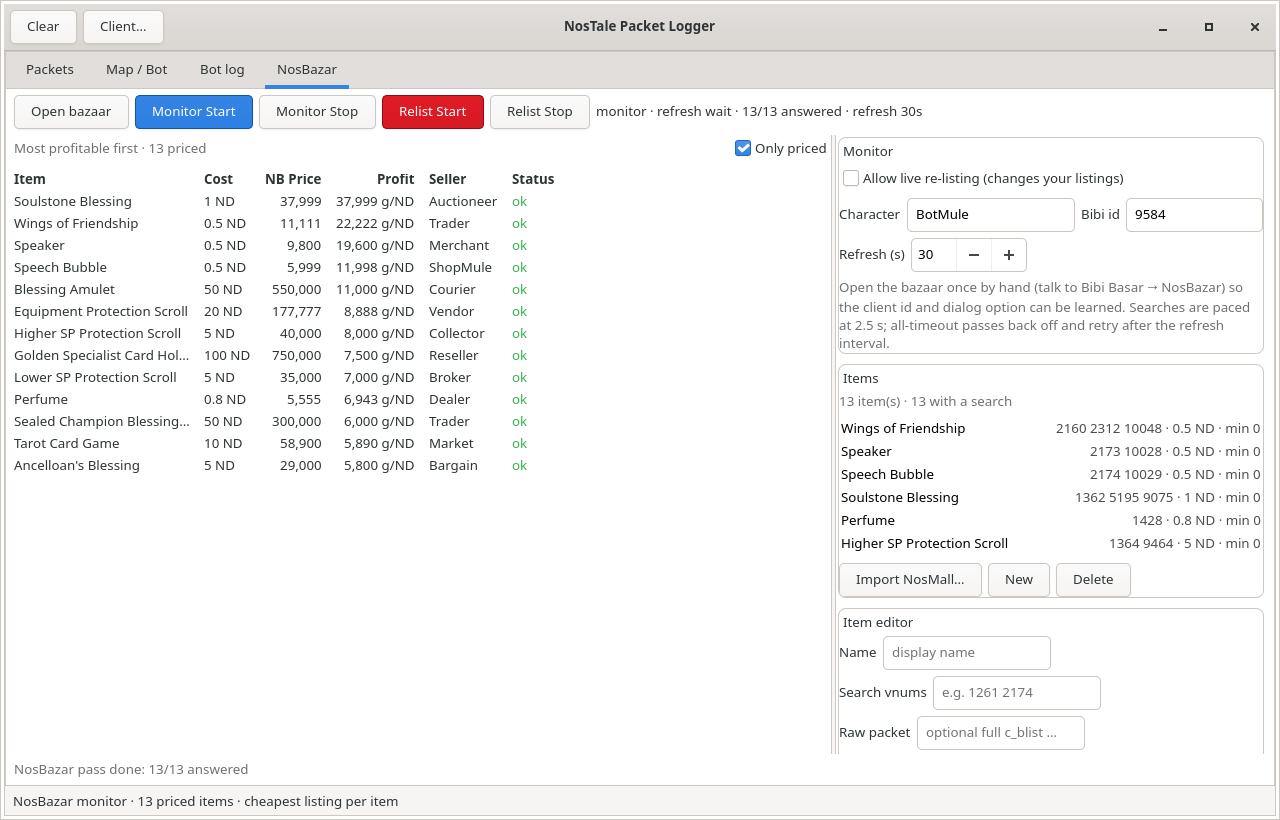 Clear Client... NosTale Packet Logger
Packets Map / Bot Bot log NosBazar
Open bazaar Monitor Start Monitor Stop Relist Start Relist Stop monitor · refresh wait · 13/13 answered · refresh 30s
Most profitable first · 13 priced Only priced
Item Cost NB Price Profit Seller Status
Soulstone Blessing 1 ND 37,999 37,999 g/ND Auctioneer ok
Wings of Friendship 0.5 ND 11,111 22,222 g/ND Trader ok
Speaker 0.5 ND 9,800 19,600 g/ND Merchant ok
Speech Bubble 0.5 ND 5,999 11,998 g/ND ShopMule ok
Blessing Amulet 50 ND 550,000 11,000 g/ND Courier ok
Equipment Protection Scroll 20 ND 177,777 8,888 g/ND Vendor ok
Higher SP Protection Scroll 5 ND 40,000 8,000 g/ND Collector ok
Golden Specialist Card Hol... 100 ND 750,000 7,500 g/ND Reseller ok
Lower SP Protection Scroll 5 ND 35,000 7,000 g/ND Broker ok
Perfume 0.8 ND 5,555 6,943 g/ND Dealer ok
Sealed Champion Blessing... 50 ND 300,000 6,000 g/ND Trader ok
Tarot Card Game 10 ND 58,900 5,890 g/ND Market ok
Ancelloan's Blessing 5 ND 29,000 5,800 g/ND Bargain ok
Monitor
Allow live re-listing (changes your listings)
Character BotMule Bibi id 9584
Refresh (s) 30
Open the bazaar once by hand (talk to Bibi Basar → NosBazar) so
the client id and dialog option can be learned. Searches are paced
at 2.5 s; all-timeout passes back off and retry after the refresh
interval.
Items
13 item(s) · 13 with a search
Wings of Friendship 2160 2312 10048 · 0.5 ND · min 0
Speaker 2173 10028 · 0.5 ND · min 0
Speech Bubble 2174 10029 · 0.5 ND · min 0
Soulstone Blessing 1362 5195 9075 · 1 ND · min 0
Perfume 1428 · 0.8 ND · min 0
Higher SP Protection Scroll 1364 9464 · 5 ND · min 0
Import NosMall... New Delete
Item editor
Name display name
Search vnums e.g. 1261 2174
Raw packet optional full c_blist ...
NosBazar pass done: 13/13 answered
NosBazar monitor · 13 priced items · cheapest listing per item